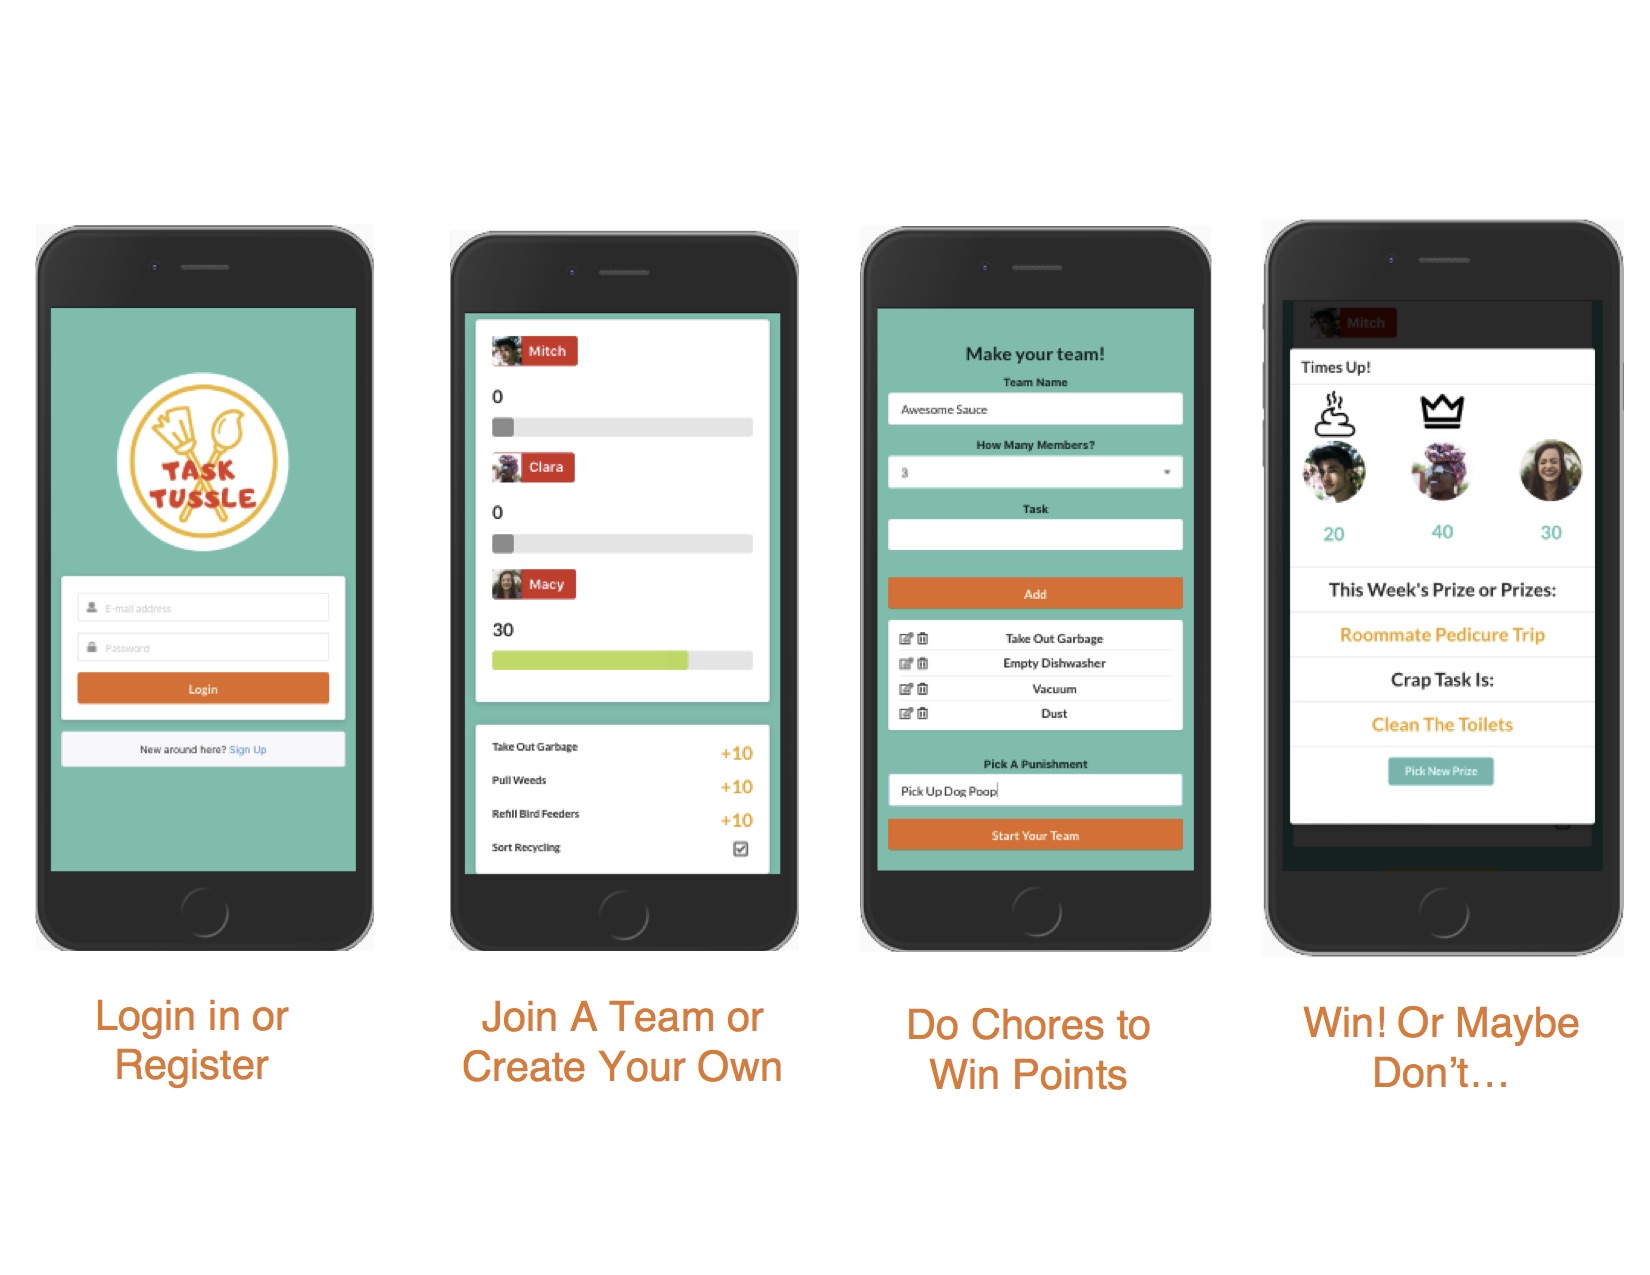 TASK
TUSSLE
E-mail address
Password
Login
New around here? Sign Up
Login in or
Register
Mitch
0
Clara
0
Macy
30
Take Out Garbage +10
Pull Weeds +10
Refill Bird Feeders +10
Sort Recycling
Join A Team or
Create Your Own
Make your team!
Team Name
Awesome Sauce
How Many Members?
3
Task
Add
Take Out Garbage
Empty Dishwasher
Vacuum
Dust
Pick A Punishment
Pick Up Dog Poop
Start Your Team
Do Chores to
Win Points
Mitch
Times Up!
20 40 30
This Week's Prize or Prizes:
Roommate Pedicure Trip
Crap Task Is:
Clean The Toilets
Pick New Prize
Win! Or Maybe
Don’t…